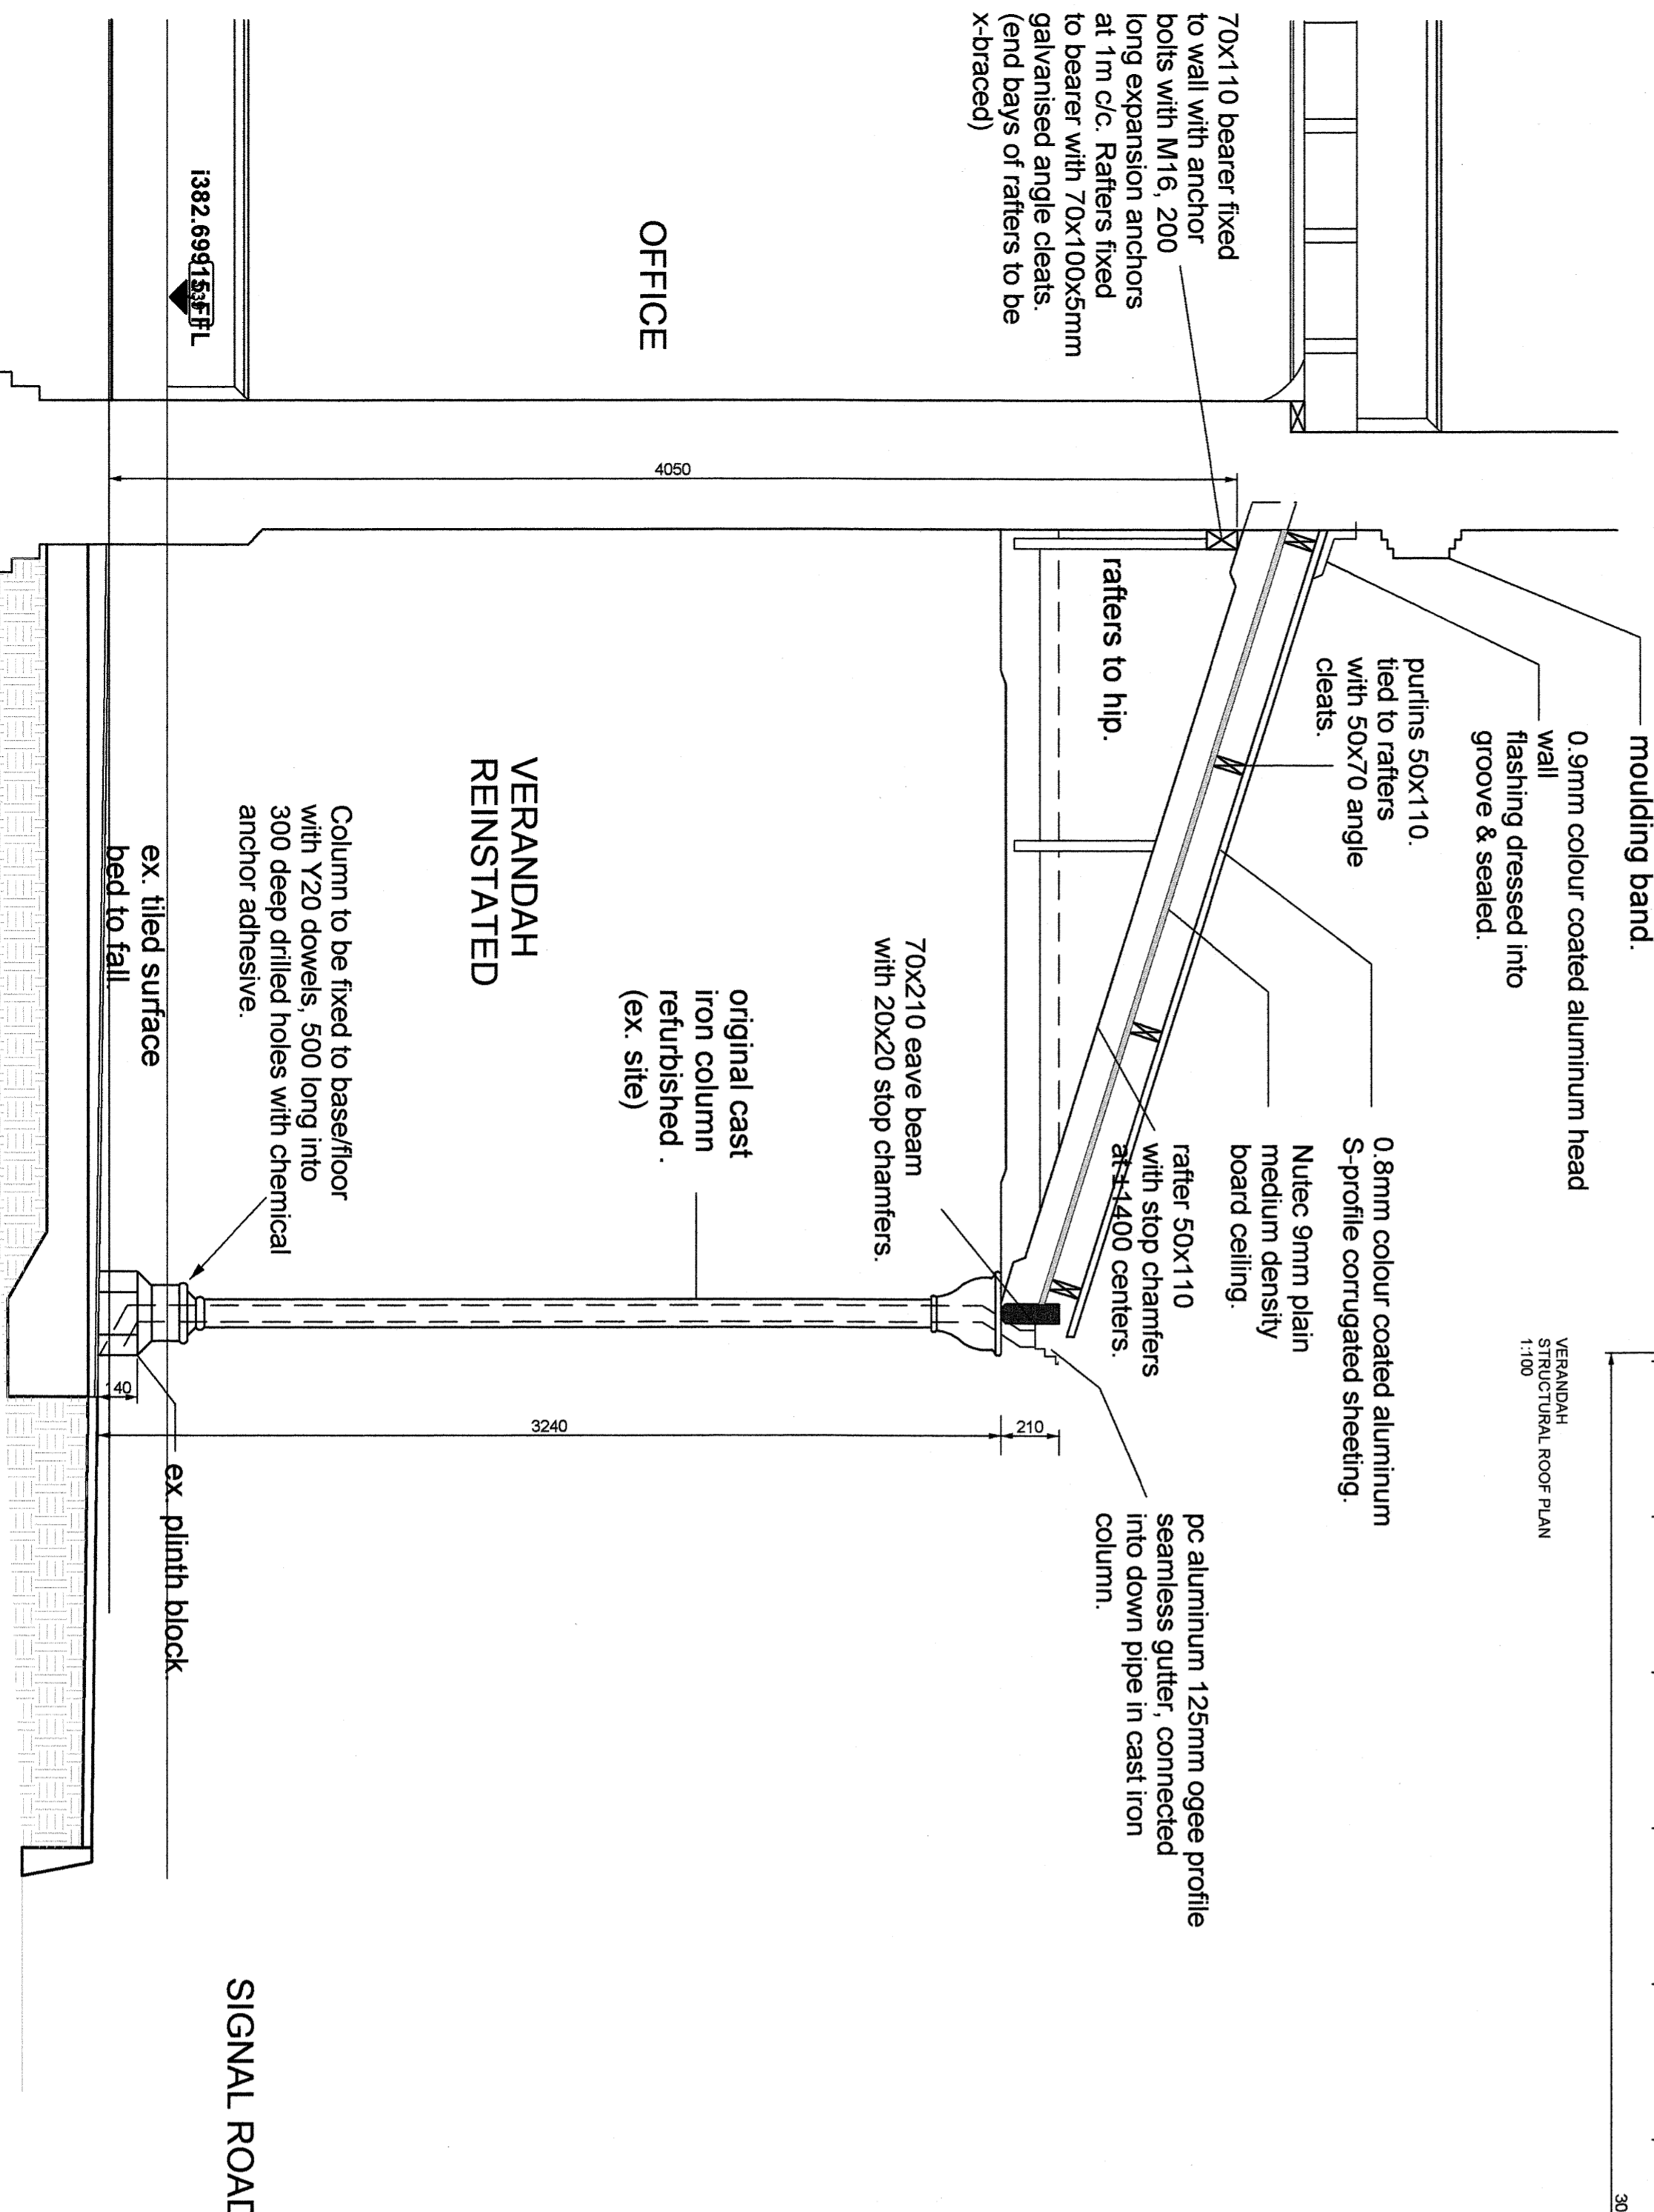 moulding band.
0.9mm colour coated aluminum head
wall
flashing dressed into
groove & sealed.
purlins 50x110.
tied to rafters
with 50x70 angle
cleats.
0.8mm colour coated aluminum
S-profile corrugated sheeting.
Nutec 9mm plain
medium density
board ceiling.
rafter 50x110
with stop chamfers
at ±1400 centers.
VERANDAH
STRUCTURAL ROOF PLAN
1:100
30
70x110 bearer fixed
to wall with anchor
bolts with M16, 200
long expansion anchors
at 1m c/c. Rafters fixed
to bearer with 70x100x5mm
galvanised angle cleats.
(end bays of rafters to be
x-braced)
rafters to hip.
pc aluminum 125mm ogee profile
seamless gutter, connected
into down pipe in cast iron
column.
70x210 eave beam
with 20x20 stop chamfers.
210
4050
3240
OFFICE
original cast
iron column
refurbished .
(ex. site)
VERANDAH
REINSTATED
Column to be fixed to base/floor
with Y20 dowels, 500 long into
300 deep drilled holes with chemical
anchor adhesive.
SIGNAL ROAD
ex. tiled surface
bed to fall.
ex. plinth block.